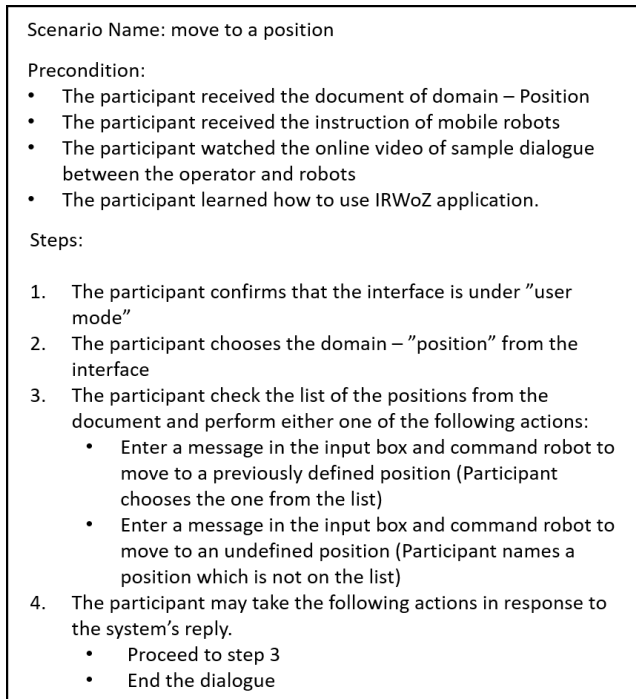 Scenario Name: move to a position
Precondition:
• The participant received the document of domain – Position
• The participant received the instruction of mobile robots
• The participant watched the online video of sample dialogue
between the operator and robots
• The participant learned how to use IRWoZ application.
Steps:
1. The participant confirms that the interface is under ”user
mode”
2. The participant chooses the domain – ”position” from the
interface
3. The participant check the list of the positions from the
document and perform either one of the following actions:
• Enter a message in the input box and command robot to
move to a previously defined position (Participant
chooses the one from the list)
• Enter a message in the input box and command robot to
move to an undefined position (Participant names a
position which is not on the list)
4. The participant may take the following actions in response to
the system’s reply.
• Proceed to step 3
• End the dialogue